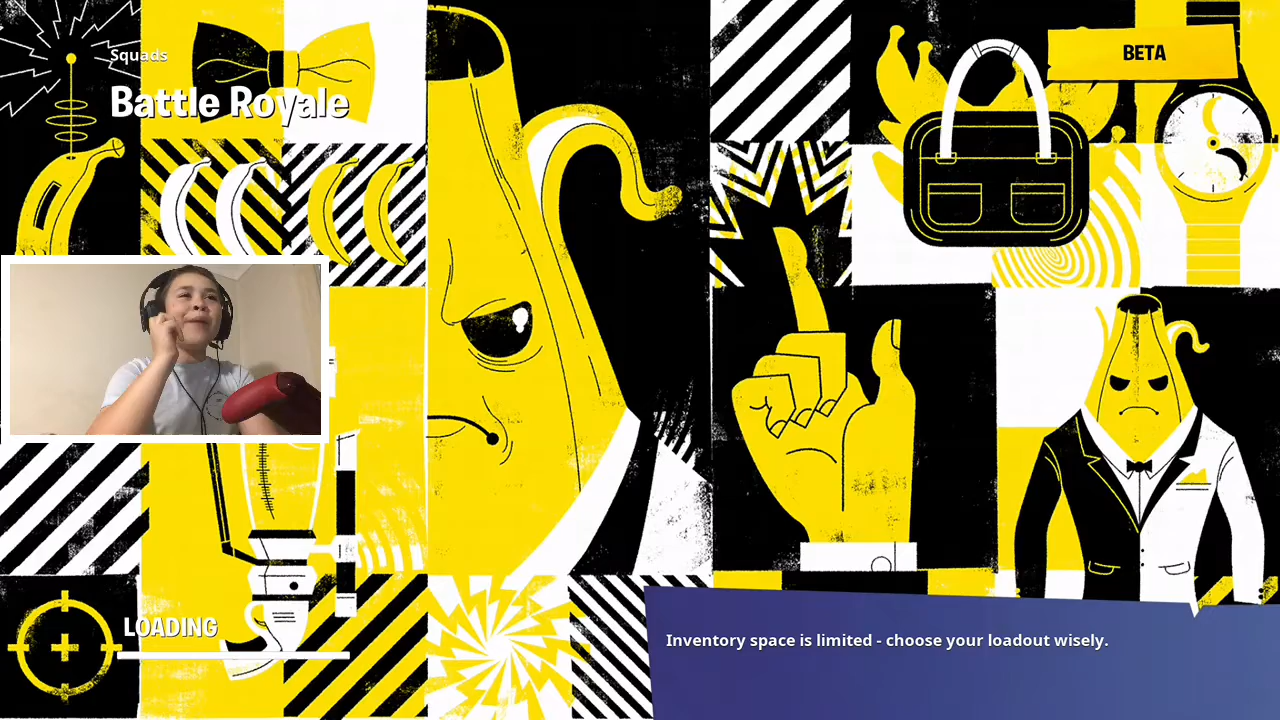 Squads
Battle Royale
BETA
LOADING
Inventory space is limited - choose your loadout wisely.